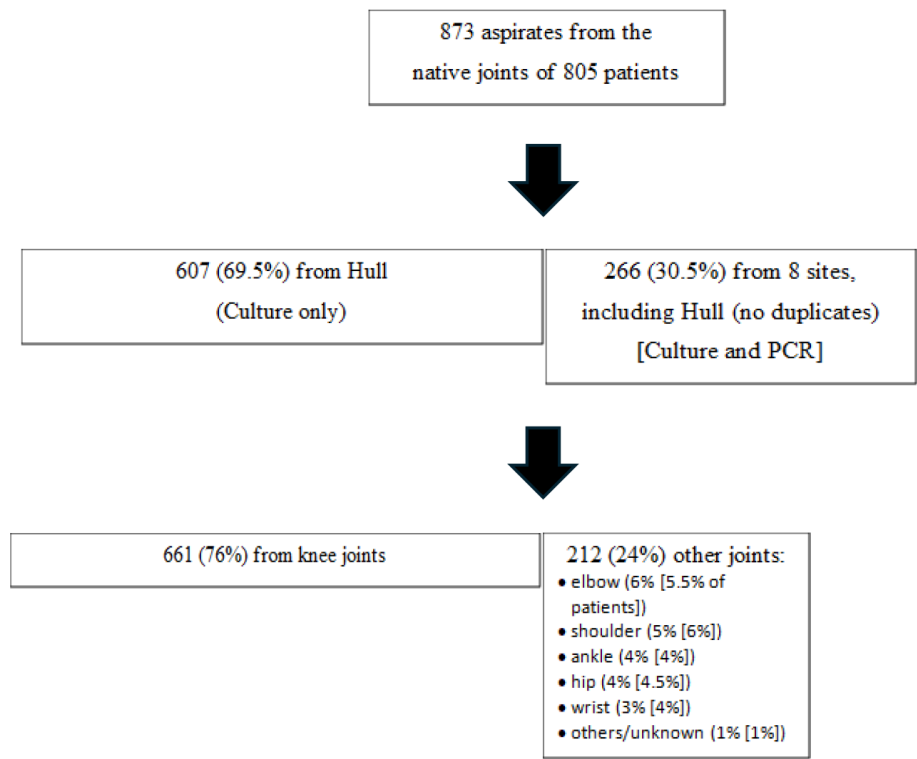 873 aspirates from the
native joints of 805 patients
607 (69.5%) from Hull
(Culture only)
266 (30.5%) from 8 sites,
including Hull (no duplicates)
[Culture and PCR]
661 (76%) from knee joints
212 (24%) other joints:
• elbow (6% [5.5% of
patients])
• shoulder (5% [6%])
• ankle (4% [4%])
• hip (4% [4.5%])
• wrist (3% [4%])
• others/unknown (1% [1%])